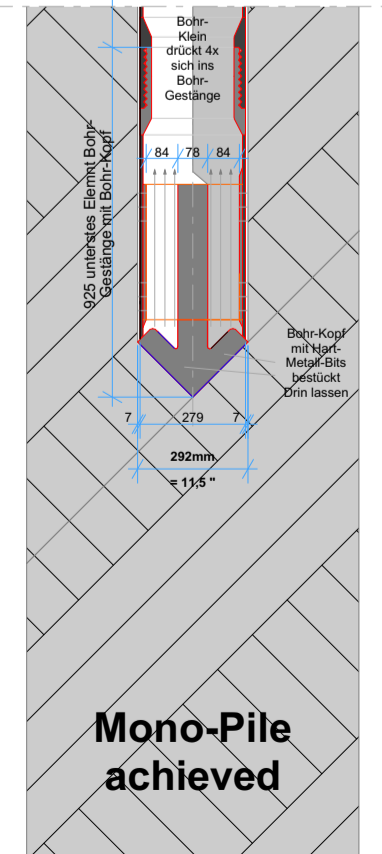 Bohr-
Klein
drückt 4x
sich ins
Bohr-
Gestänge
84 78 84
925 unterstes Elemnt Bohr-
Gestänge mit Bohr-Kopf
Bohr-Kopf
mit Hart-
Metall-Bits
bestückt
Drin lassen
7 279 7
292mm
= 11,5 "
Mono-Pile
achieved